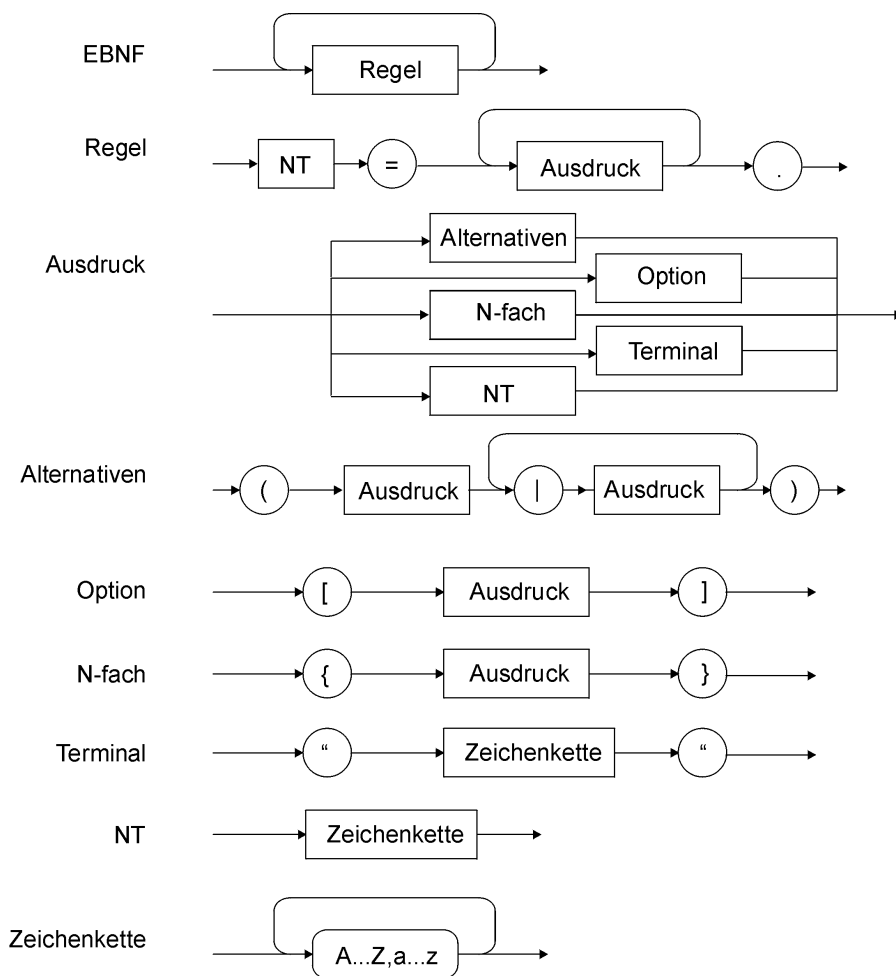 EBNF
Regel
Regel
NT = Ausdruck .
Ausdruck
Alternativen
Option
N-fach
Terminal
NT
Alternativen
( Ausdruck | Ausdruck )
Option [ Ausdruck ]
N-fach { Ausdruck }
Terminal “ Zeichenkette “
NT Zeichenkette
Zeichenkette
A...Z,a...z